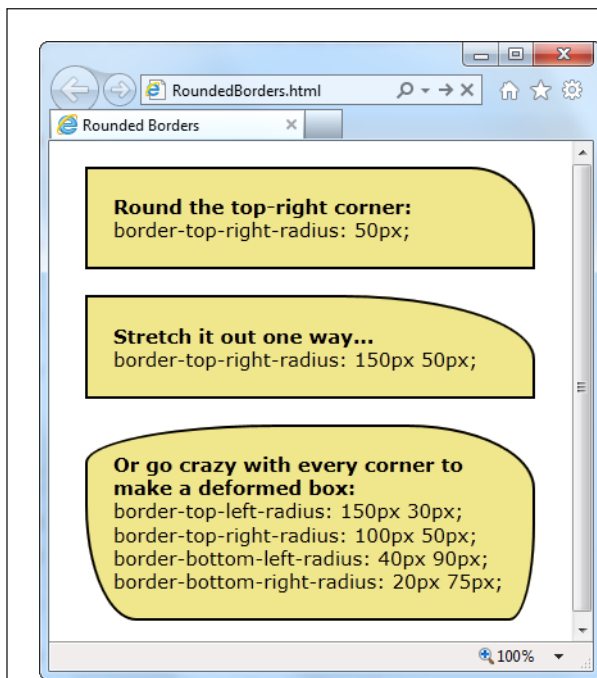 RoundedBorders.html
Rounded Borders
Round the top-right corner:
border-top-right-radius: 50px;
Stretch it out one way...
border-top-right-radius: 150px 50px;
Or go crazy with every corner to
make a deformed box:
border-top-left-radius: 150px 30px;
border-top-right-radius: 100px 50px;
border-bottom-left-radius: 40px 90px;
border-bottom-right-radius: 20px 75px;
100%